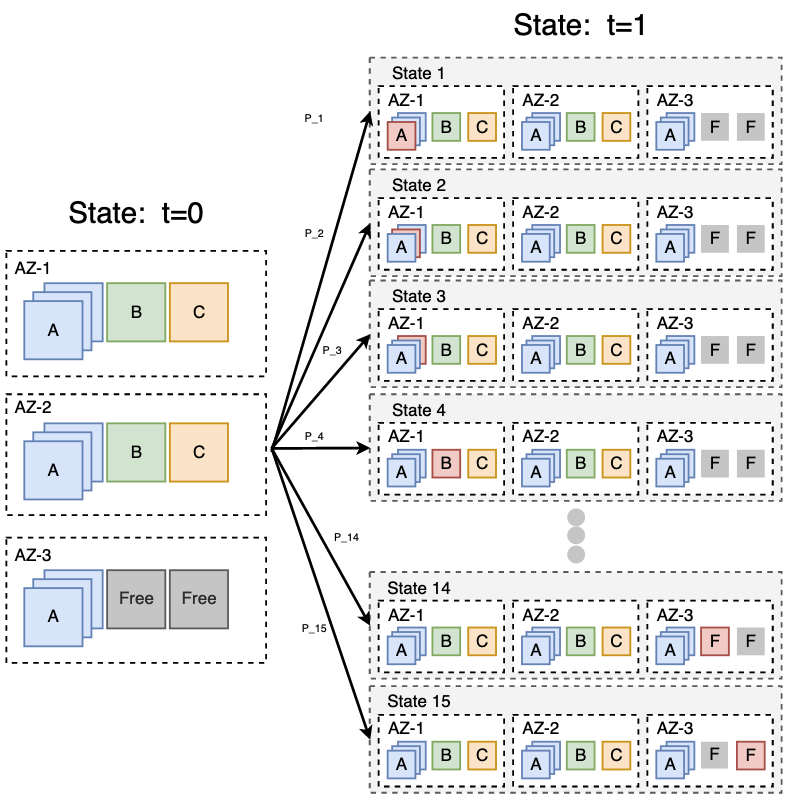 State: t=0
AZ-1
A
B
C
AZ-2
A
B
C
AZ-3
A
Free
Free
P_1
P_2
P_3
P_4
P_14
P_15
State: t=1
State 1
AZ-1 AZ-2 AZ-3
A B C A B C A F F
State 2
AZ-1 AZ-2 AZ-3
A B C A B C A F F
State 3
AZ-1 AZ-2 AZ-3
A B C A B C A F F
State 4
AZ-1 AZ-2 AZ-3
A B C A B C A F F
State 14
AZ-1 AZ-2 AZ-3
A B C A B C A F F
State 15
AZ-1 AZ-2 AZ-3
A B C A B C A F F